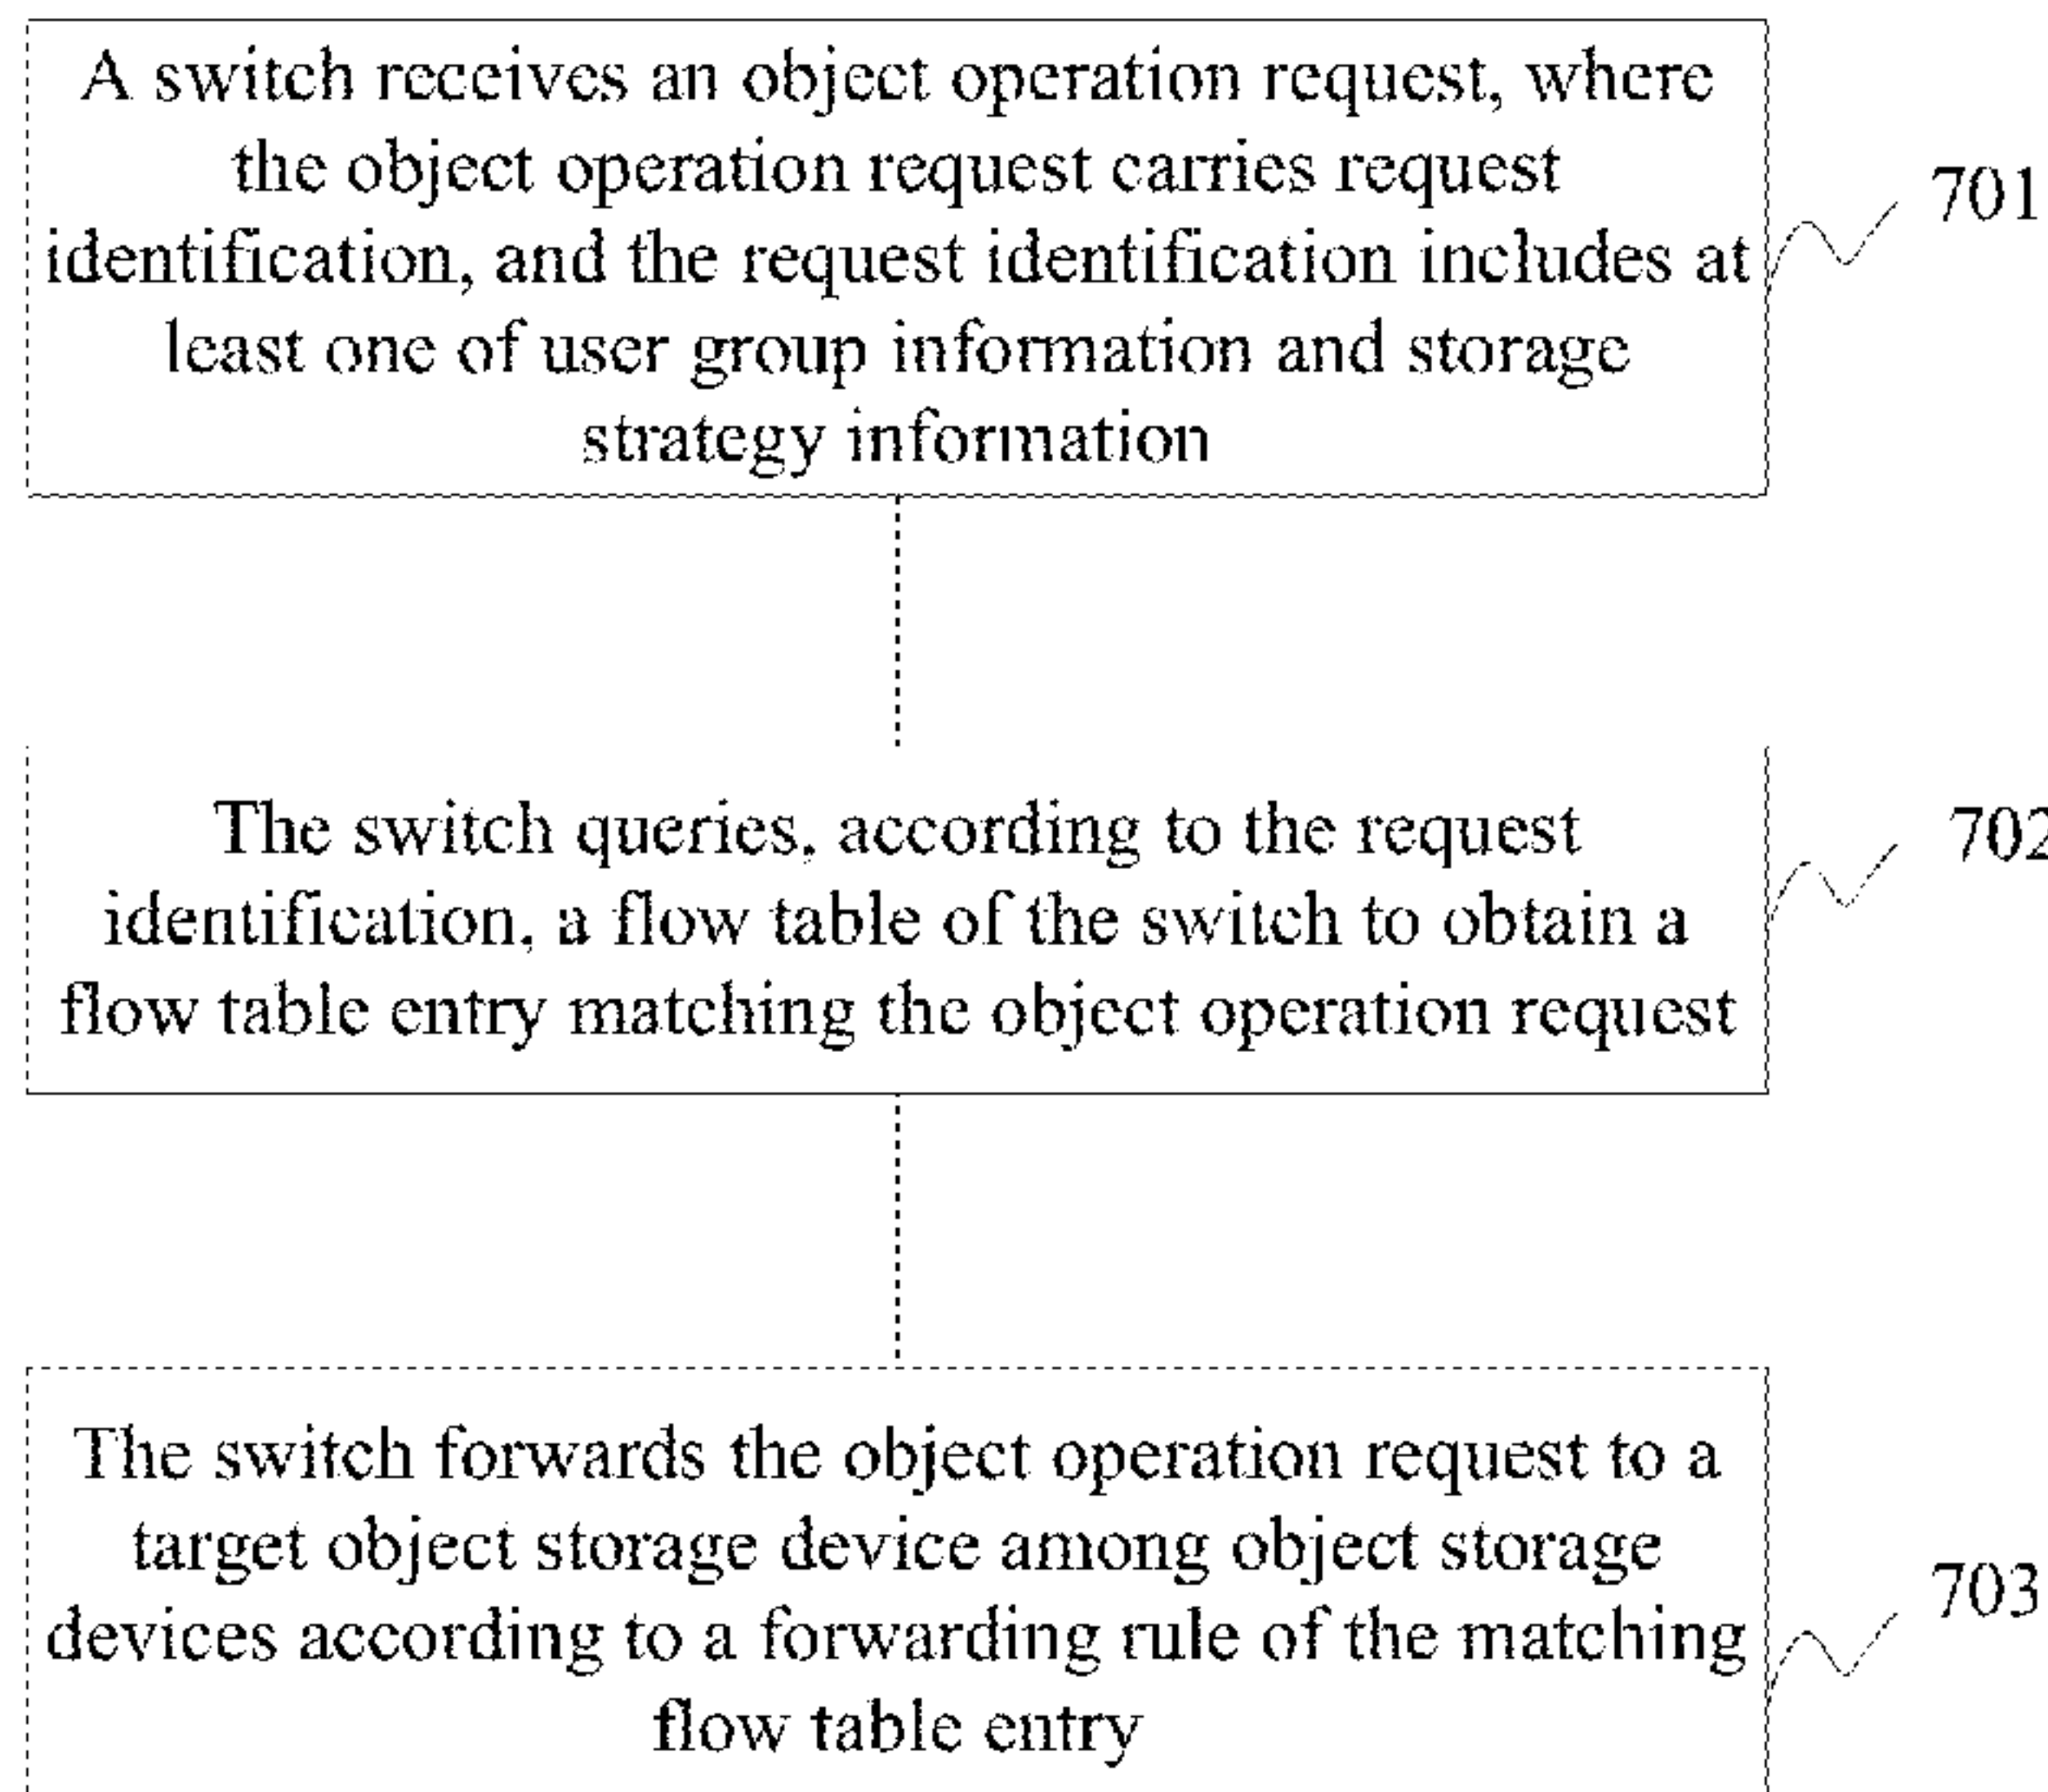 A switch receives an object operation request, where
the object operation request carries request
identification, and the request identification includes at
least one of user group information and storage
strategy information
701
The switch queries, according to the request
identification, a flow table of the switch to obtain a
flow table entry matching the object operation request
702
The switch forwards the object operation request to a
target object storage device among object storage
devices according to a forwarding rule of the matching
flow table entry
703